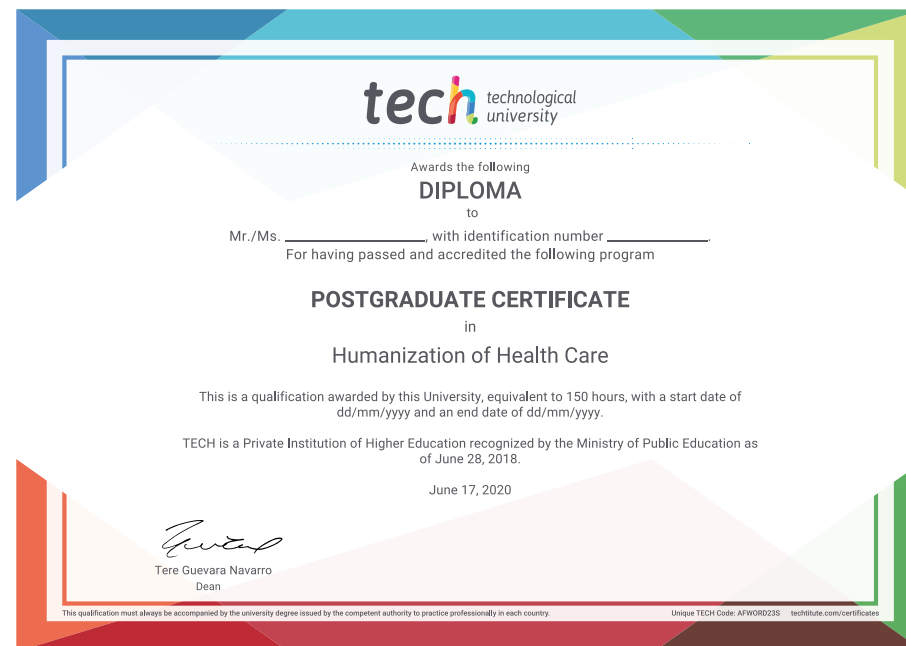 tech technological
university
Awards the following
DIPLOMA
to
Mr./Ms. ____________, with identification number ____________.
For having passed and accredited the following program
POSTGRADUATE CERTIFICATE
in
Humanization of Health Care
This is a qualification awarded by this University, equivalent to 150 hours, with a start date of
dd/mm/yyyy and an end date of dd/mm/yyyy.
TECH is a Private Institution of Higher Education recognized by the Ministry of Public Education as
of June 28, 2018.
June 17, 2020
Tere Guevara Navarro
Dean
This qualification must always be accompanied by the university degree issued by the competent authority to practice professionally in each country. Unique TECH Code: AFWORD23S techtitute.com/certificates